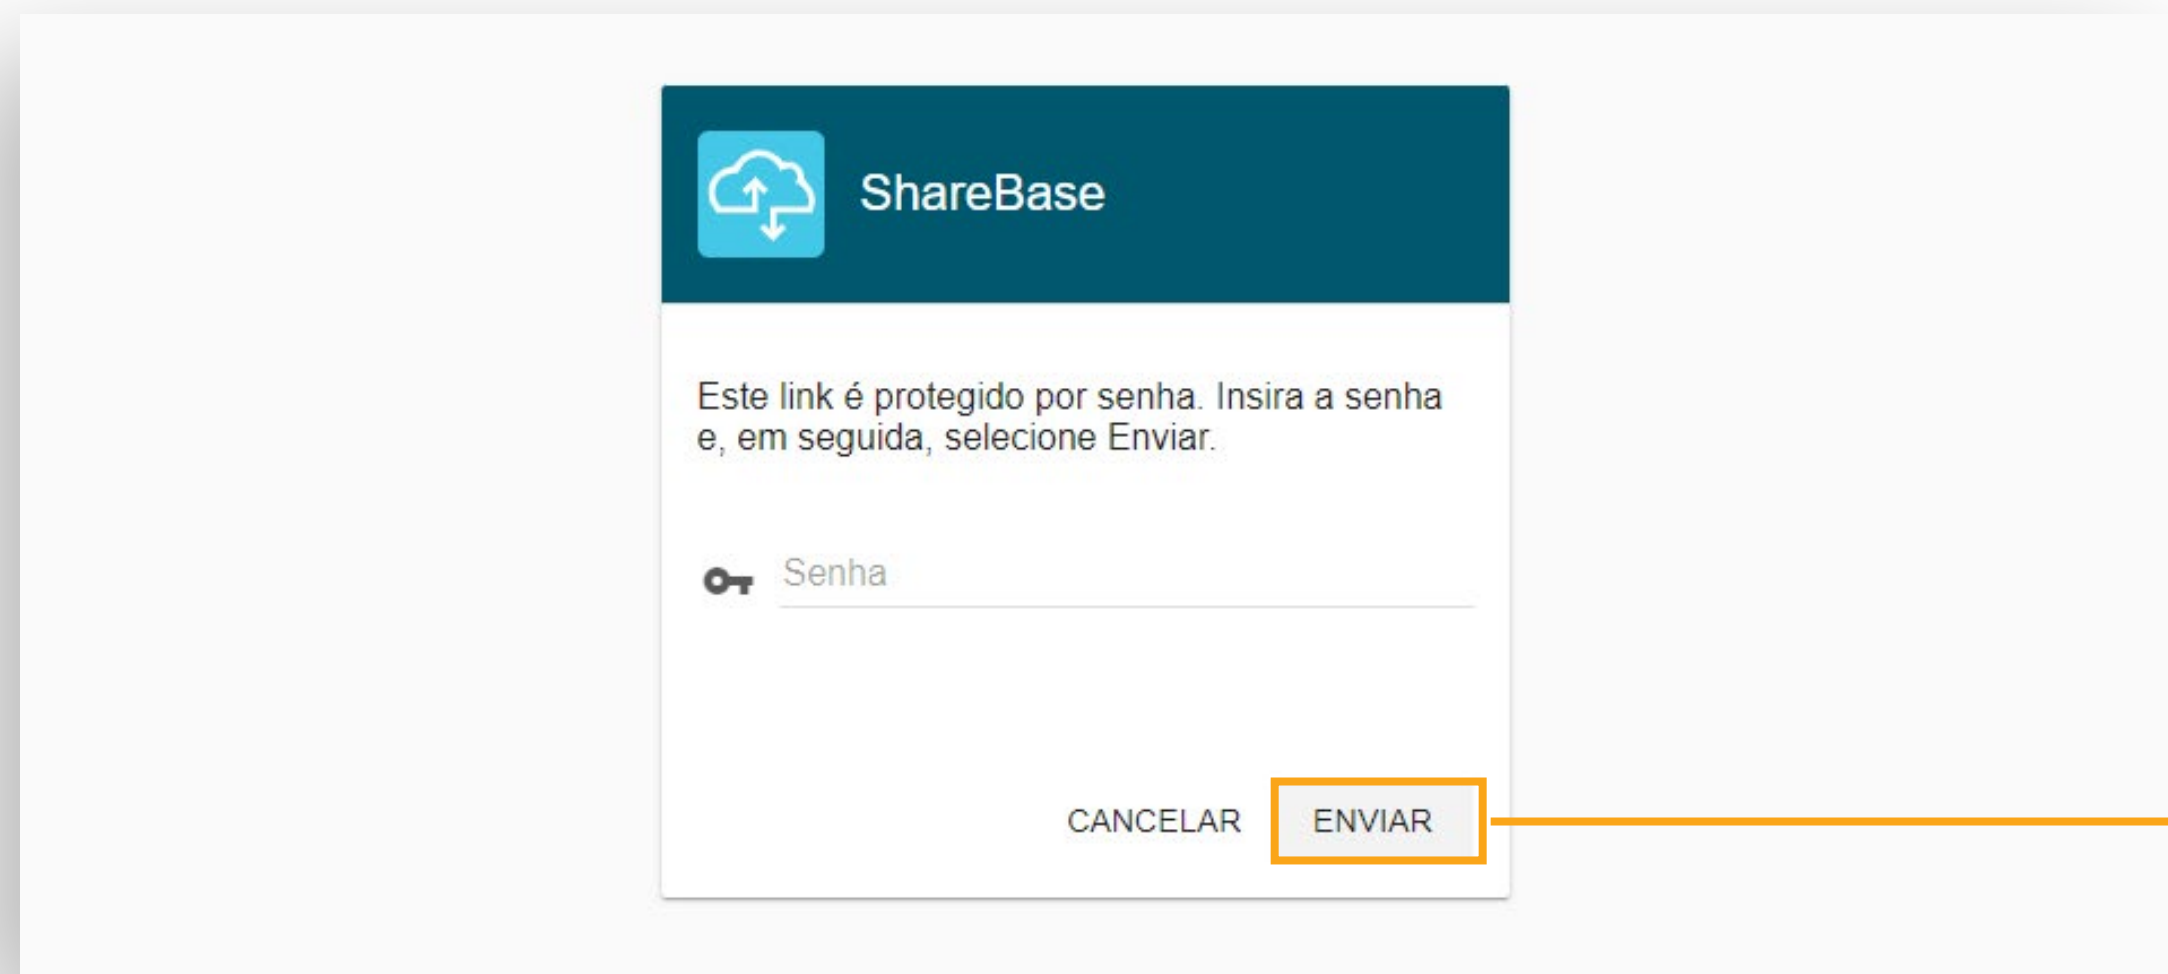 ShareBase
Este link é protegido por senha. Insira a senha
e, em seguida, selecione Enviar.
Senha
CANCELAR ENVIAR